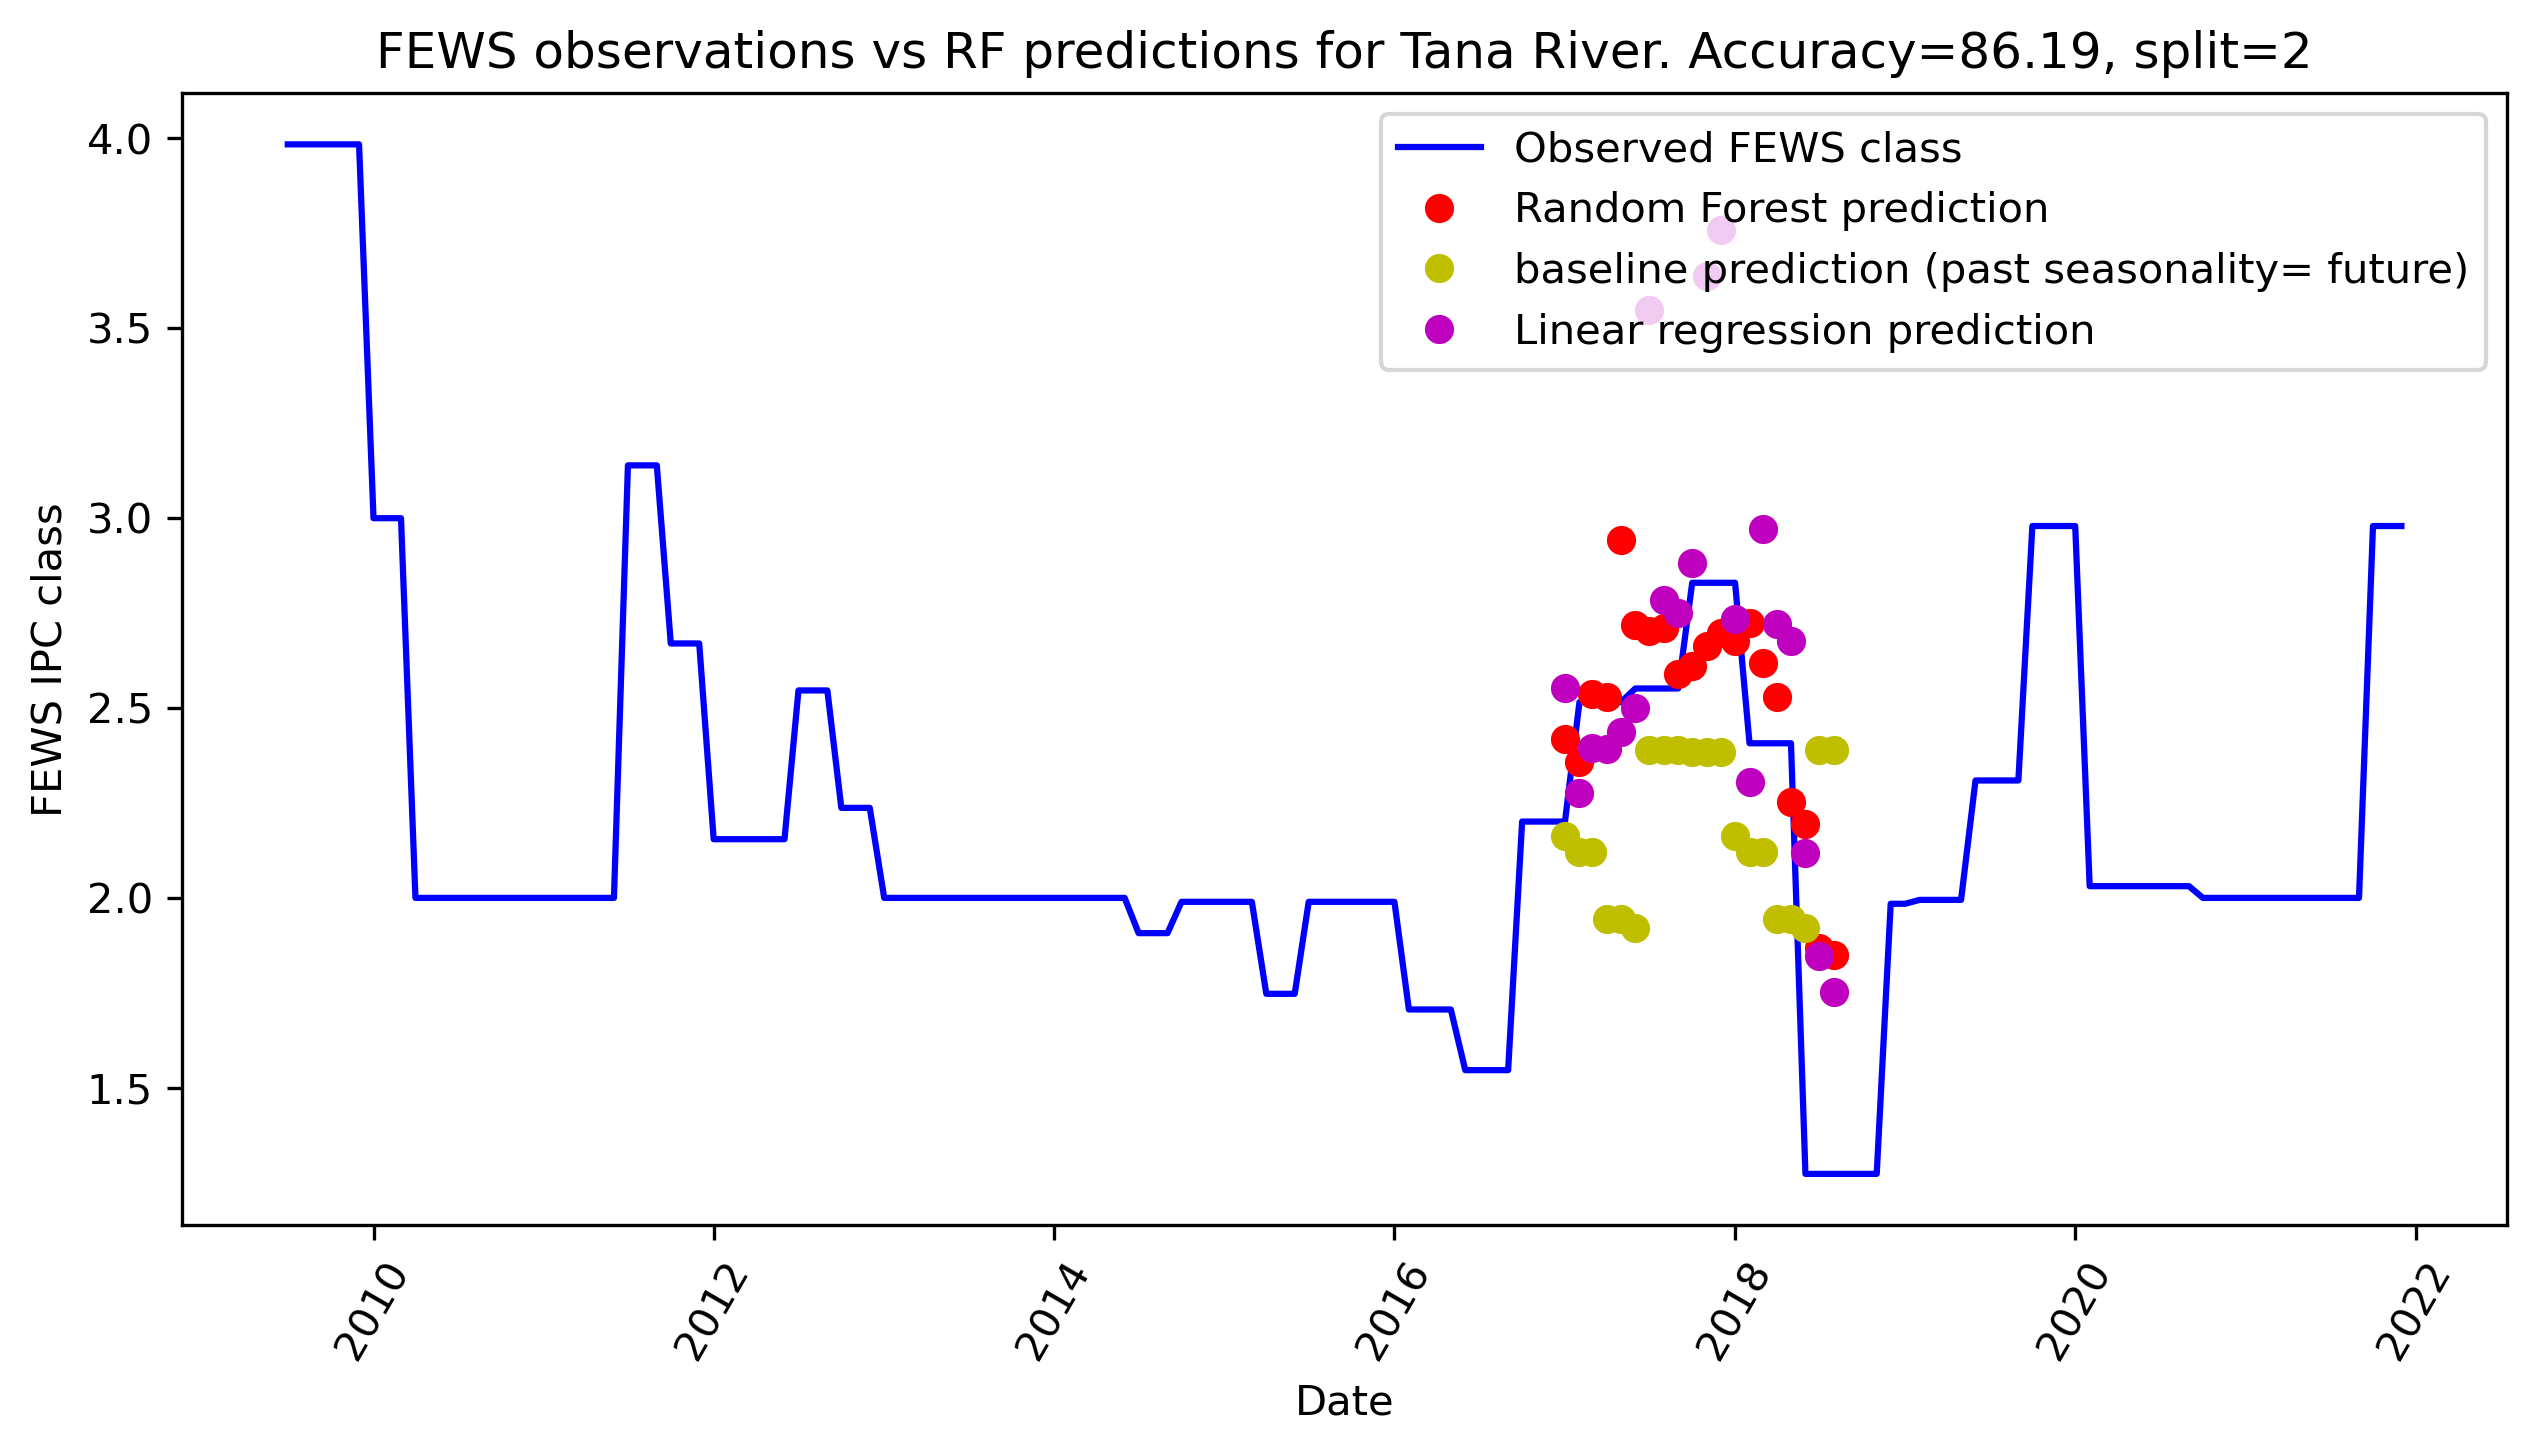 FEWS observations vs RF predictions for Tana River. Accuracy=86.19, split=2
Observed FEWS class
Random Forest prediction
baseline prediction (past seasonality= future)
Linear regression prediction
FEWS IPC class
4.0
3.5
3.0
2.5
2.0
1.5
2010
2012
2014
2016
2018
2020
2022
Date